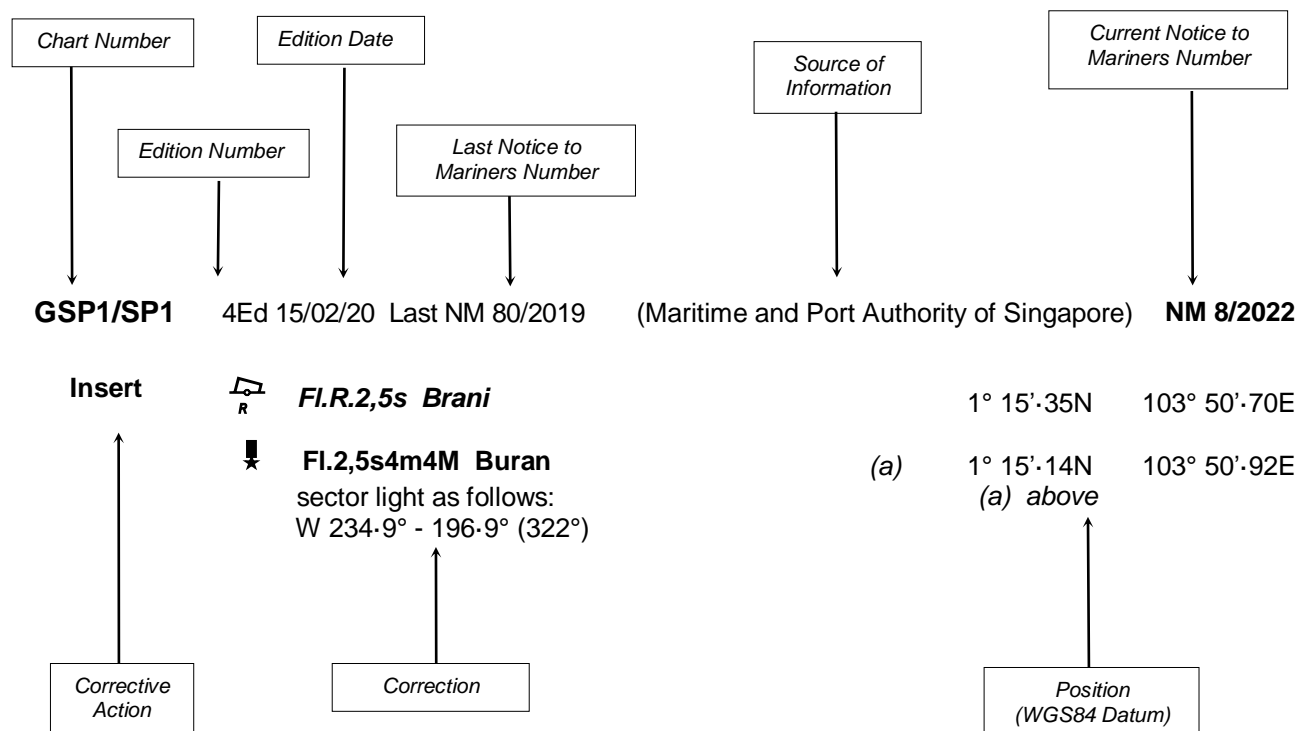 Chart Number
Edition Date
Source of
Information
Current Notice to
Mariners Number
Edition Number
Last Notice to
Mariners Number
GSP1/SP1 4Ed 15/02/20 Last NM 80/2019 (Maritime and Port Authority of Singapore) NM 8/2022
Insert R Fl.R.2,5s Brani 1° 15'·35N 103° 50'·70E
Fl.2,5s4m4M Buran (a) 1° 15'·14N 103° 50'·92E
sector light as follows: (a) above
W 234·9° - 196·9° (322°)
Corrective
Action
Correction
Position
(WGS84 Datum)